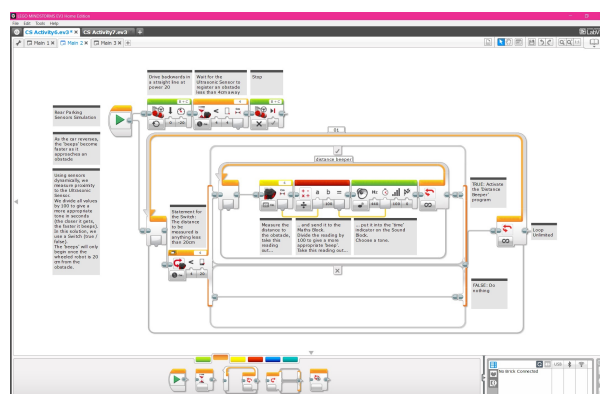 LEGO MINDSTORMS EV3 Home Edition
File Edit Tools Help
CS Activity6.ev3* × CS Activity7.ev3 × +
Main 1 × Main 2 × Main 3 × +
Drive backwards in
a straight line at
power 20
Wait for the
Ultrasonic Sensor to
register an obstacle
less than 4cm away
Stop
Rear Parking
Sensors Simulation
As the car reverses,
the 'beeps' become
faster as it
approaches an
obstacle
Using sensors
dynamically, we
measure proximity
to the Ultrasonic
Sensor
We divide all values
by 100 to give a
more appropriate
tone in seconds
(the closer it gets,
the faster it beeps).
In this solution, we
use a Switch (true /
false).
The 'beeps' will only
begin once the
wheeled robot is 20
cm from the
obstacle.
B + C
B + C
01
distance beeper
Statement for
the Switch:
The distance
to be
measured is
anything less
than 20cm
Measure the
distance to
the obstacle,
take this
reading
out...
... and send it to the
Maths Block.
Divide the reading by
100 to give a more
appropriate 'beep'.
Take this reading out...
... put it into the 'time'
indicator on the Sound
Block.
Choose a tone.
TRUE: Activate
the 'Distance
Beeper'
program
Loop
Unlimited
FALSE: Do
nothing
No Brick Connected